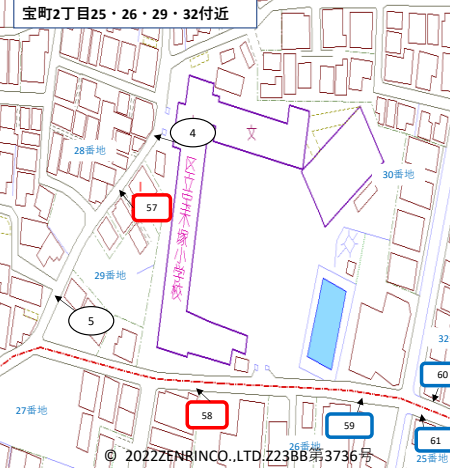 宝町2丁目25・26・29・32付近
4
文
28番地
区立宝木塚小学校
30番地
57
29番地
5
32
60
58
59
61
27番地
26番地
25番地
© 2022ZENRINCO.,LTD.Z23BB第3736号